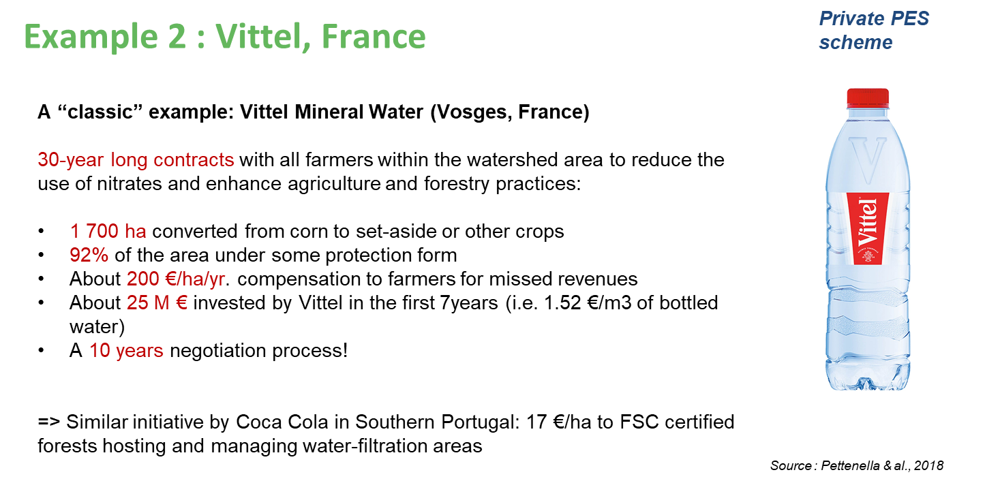 Example 2 : Vittel, France
Private PES
scheme
A “classic” example: Vittel Mineral Water (Vosges, France)
30-year long contracts with all farmers within the watershed area to reduce the
use of nitrates and enhance agriculture and forestry practices:
• 1 700 ha converted from corn to set-aside or other crops
• 92% of the area under some protection form
• About 200 €/ha/yr. compensation to farmers for missed revenues
• About 25 M € invested by Vittel in the first 7years (i.e. 1.52 €/m3 of bottled
water)
• A 10 years negotiation process!
=> Similar initiative by Coca Cola in Southern Portugal: 17 €/ha to FSC certified
forests hosting and managing water-filtration areas
V
Vittel
Source : Pettenella & al., 2018